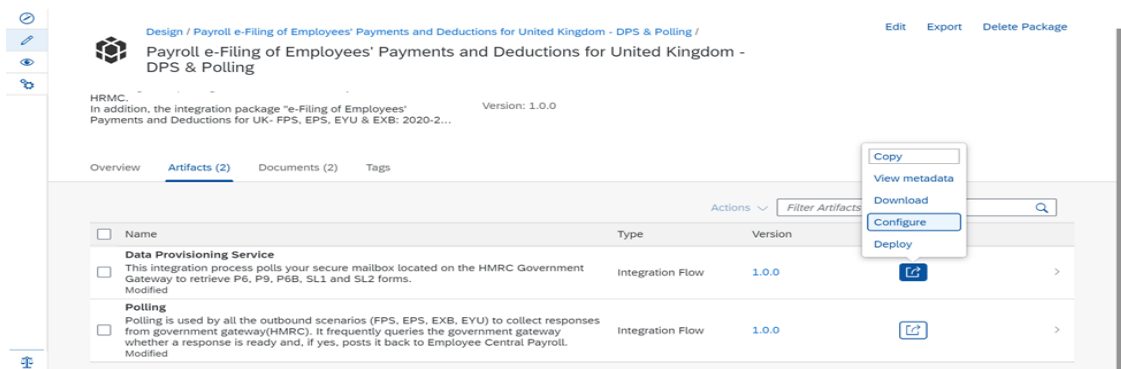 Design / Payroll e-Filing of Employees' Payments and Deductions for United Kingdom - DPS & Polling /
Edit Export Delete Package
Payroll e-Filing of Employees' Payments and Deductions for United Kingdom -
DPS & Polling
HRMC.
In addition, the integration package "e-Filing of Employees'
Payments and Deductions for UK- FPS, EPS, EYU & EXB: 2020-2...
Version: 1.0.0
Overview Artifacts (2) Documents (2) Tags
Copy
View metadata
Download
Configure
Deploy
Actions Filter Artifacts
Name Type Version
Data Provisioning Service
This integration process polls your secure mailbox located on the HMRC Government
Gateway to retrieve P6, P9, P6B, SL1 and SL2 forms.
Modified
Integration Flow 1.0.0
Polling
Polling is used by all the outbound scenarios (FPS, EPS, EXB, EYU) to collect responses
from government gateway(HMRC). It frequently queries the government gateway
whether a response is ready and, if yes, posts it back to Employee Central Payroll.
Modified
Integration Flow 1.0.0